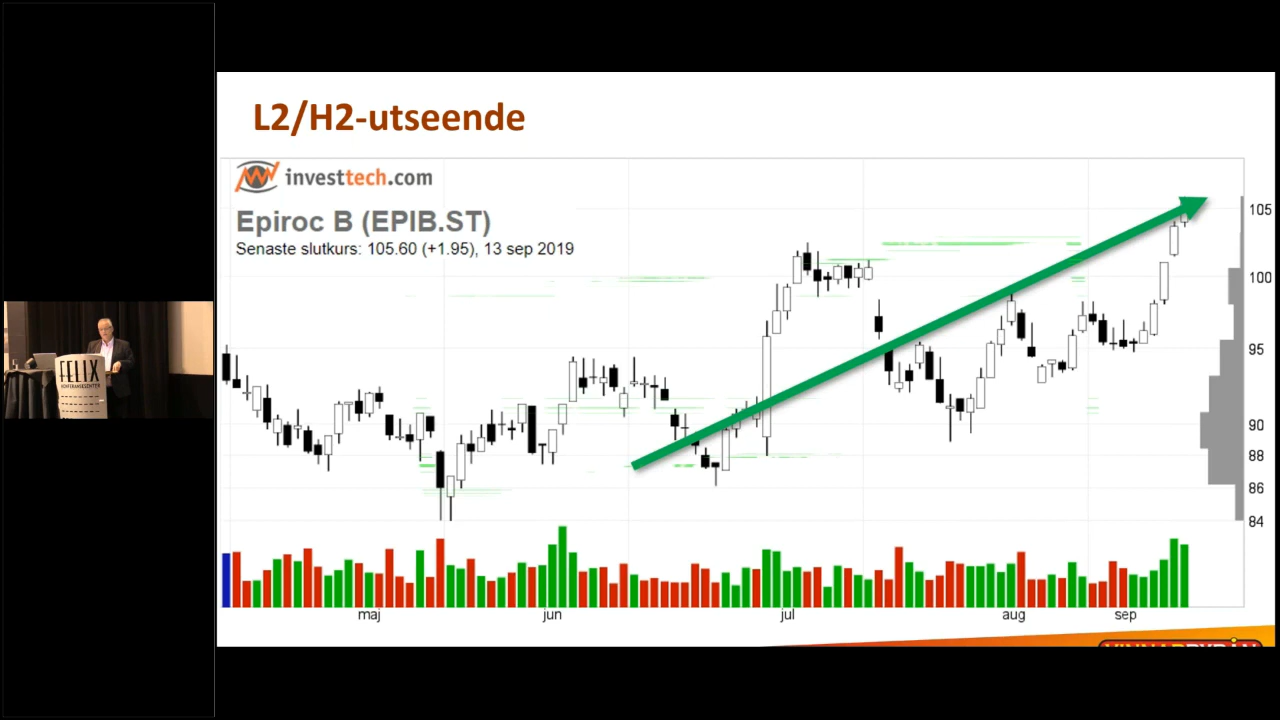 L2/H2-utseende
investtech.com
Epiroc B (EPIB.ST)
Senaste slutkurs: 105.60 (+1.95), 13 sep 2019
105
100
95
90
88
86
84
maj jun jul aug sep
FELIX
KONFERANSESENTER